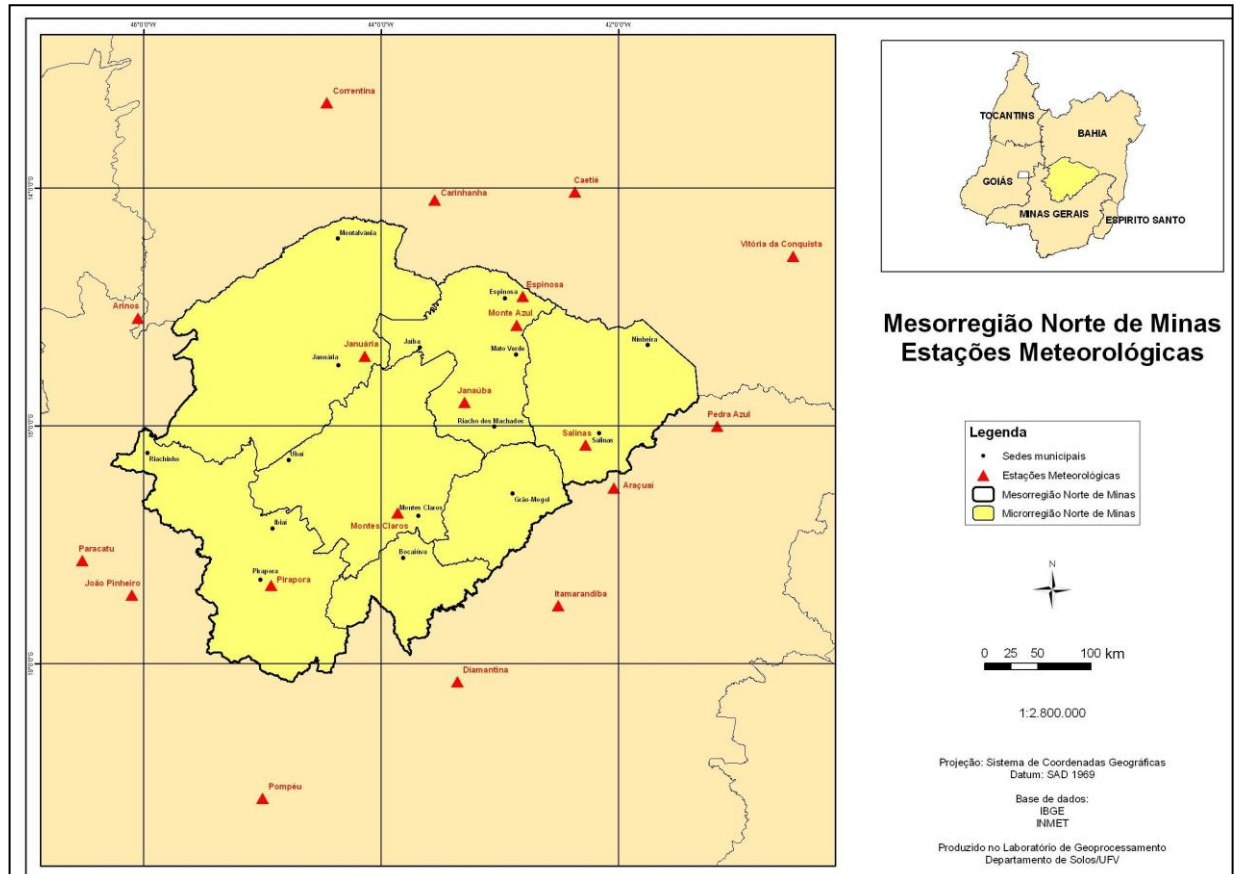 46°0'0"W
44°0'0"W
42°0'0"W
14°0'0"S
16°0'0"S
18°0'0"S
Correntina
Carinhanha
Caetié
Vitória da Conquista
Montalvânia
Espinosa
Espinosa
Arinos
Monte Azul
Ninheira
Januária
Jaíba
Mato Verde
Januária
Janaúba
Riacho dos Machados
Pedra Azul
Salinas
Salinas
Riachinho
Ubaí
Araçuaí
Grão-Mogol
Montes Claros
Montes Claros
Ibiaí
Bocaiúva
Paracatu
João Pinheiro
Pirapora
Pirapora
Itamarandiba
Diamantina
Pompéu
TOCANTINS
BAHIA
GOIÁS
MINAS GERAIS
ESPIRITO SANTO
Mesorregião Norte de Minas
Estações Meteorológicas
Legenda
Sedes municipais
Estações Meteorológicas
Mesorregião Norte de Minas
Microrregião Norte de Minas
N
0 25 50 100 km
1:2.800.000
Projeção: Sistema de Coordenadas Geográficas
Datum: SAD 1969
Base de dados:
IBGE
INMET
Produzido no Laboratório de Geoprocessamento
Departamento de Solos/UFV